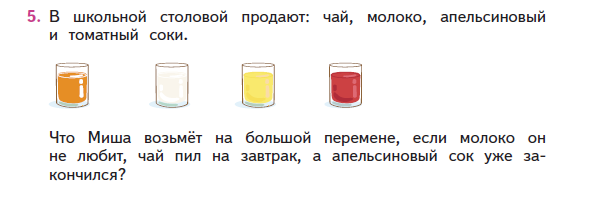 5. В школьной столовой продают: чай, молоко, апельсиновый
и томатный соки.
Что Миша возьмёт на большой перемене, если молоко он
не любит, чай пил на завтрак, а апельсиновый сок уже за-
кончился?